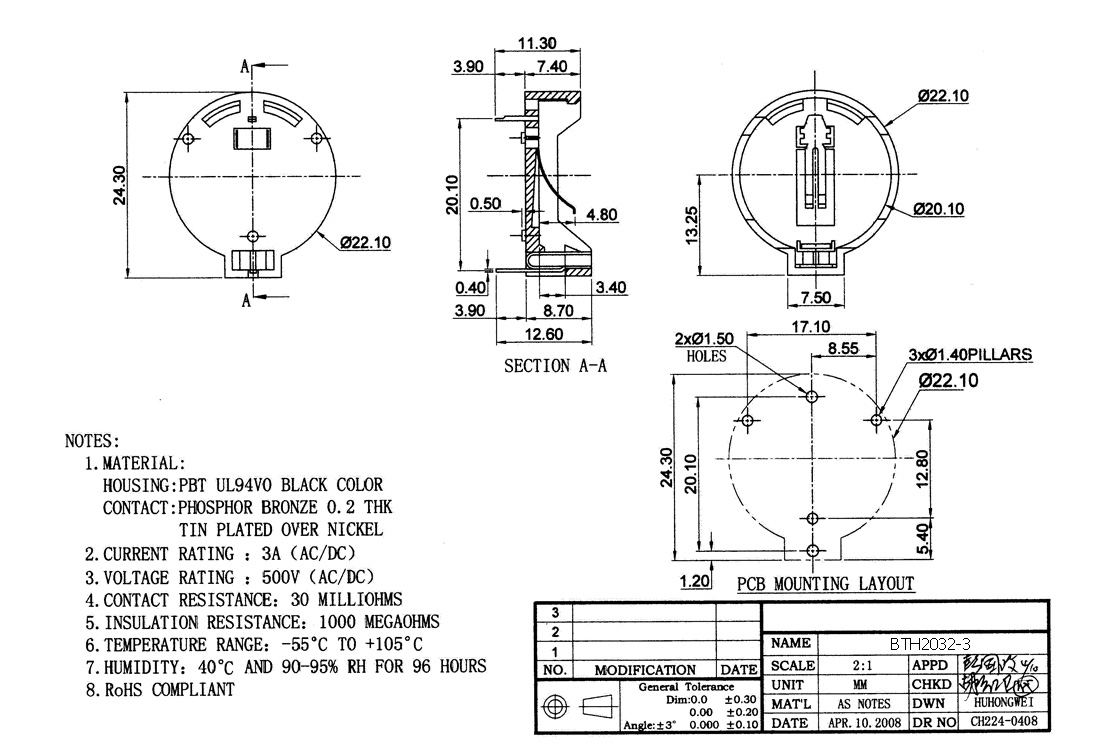 A
24.30
Ø22.10
A
11.30
3.90
7.40
20.10
0.50
4.80
0.40
3.40
3.90
8.70
12.60
SECTION A-A
Ø22.10
13.25
Ø20.10
7.50
17.10
2xØ1.50
HOLES
8.55
3xØ1.40PILLARS
Ø22.10
24.30
20.10
12.80
5.40
1.20
PCB MOUNTING LAYOUT
NOTES:
1.MATERIAL:
HOUSING:PBT UL94V0 BLACK COLOR
CONTACT:PHOSPHOR BRONZE 0.2 THK
TIN PLATED OVER NICKEL
2.CURRENT RATING : 3A (AC/DC)
3.VOLTAGE RATING : 500V (AC/DC)
4.CONTACT RESISTANCE: 30 MILLIOHMS
5.INSULATION RESISTANCE: 1000 MEGAOHMS
6.TEMPERATURE RANGE: -55°C TO +105°C
7.HUMIDITY: 40°C AND 90-95% RH FOR 96 HOURS
8.RoHS COMPLIANT
3
2
1
NO. MODIFICATION DATE
General Tolerance
Dim:0.0 ±0.30
0.00 ±0.20
Angle:±3° 0.000 ±0.10
NAME BTH2032-3
SCALE 2:1 APPD
UNIT MM CHKD
MAT'L AS NOTES DWN HUHONGWEI
DATE APR.10.2008 DR NO CH224-0408